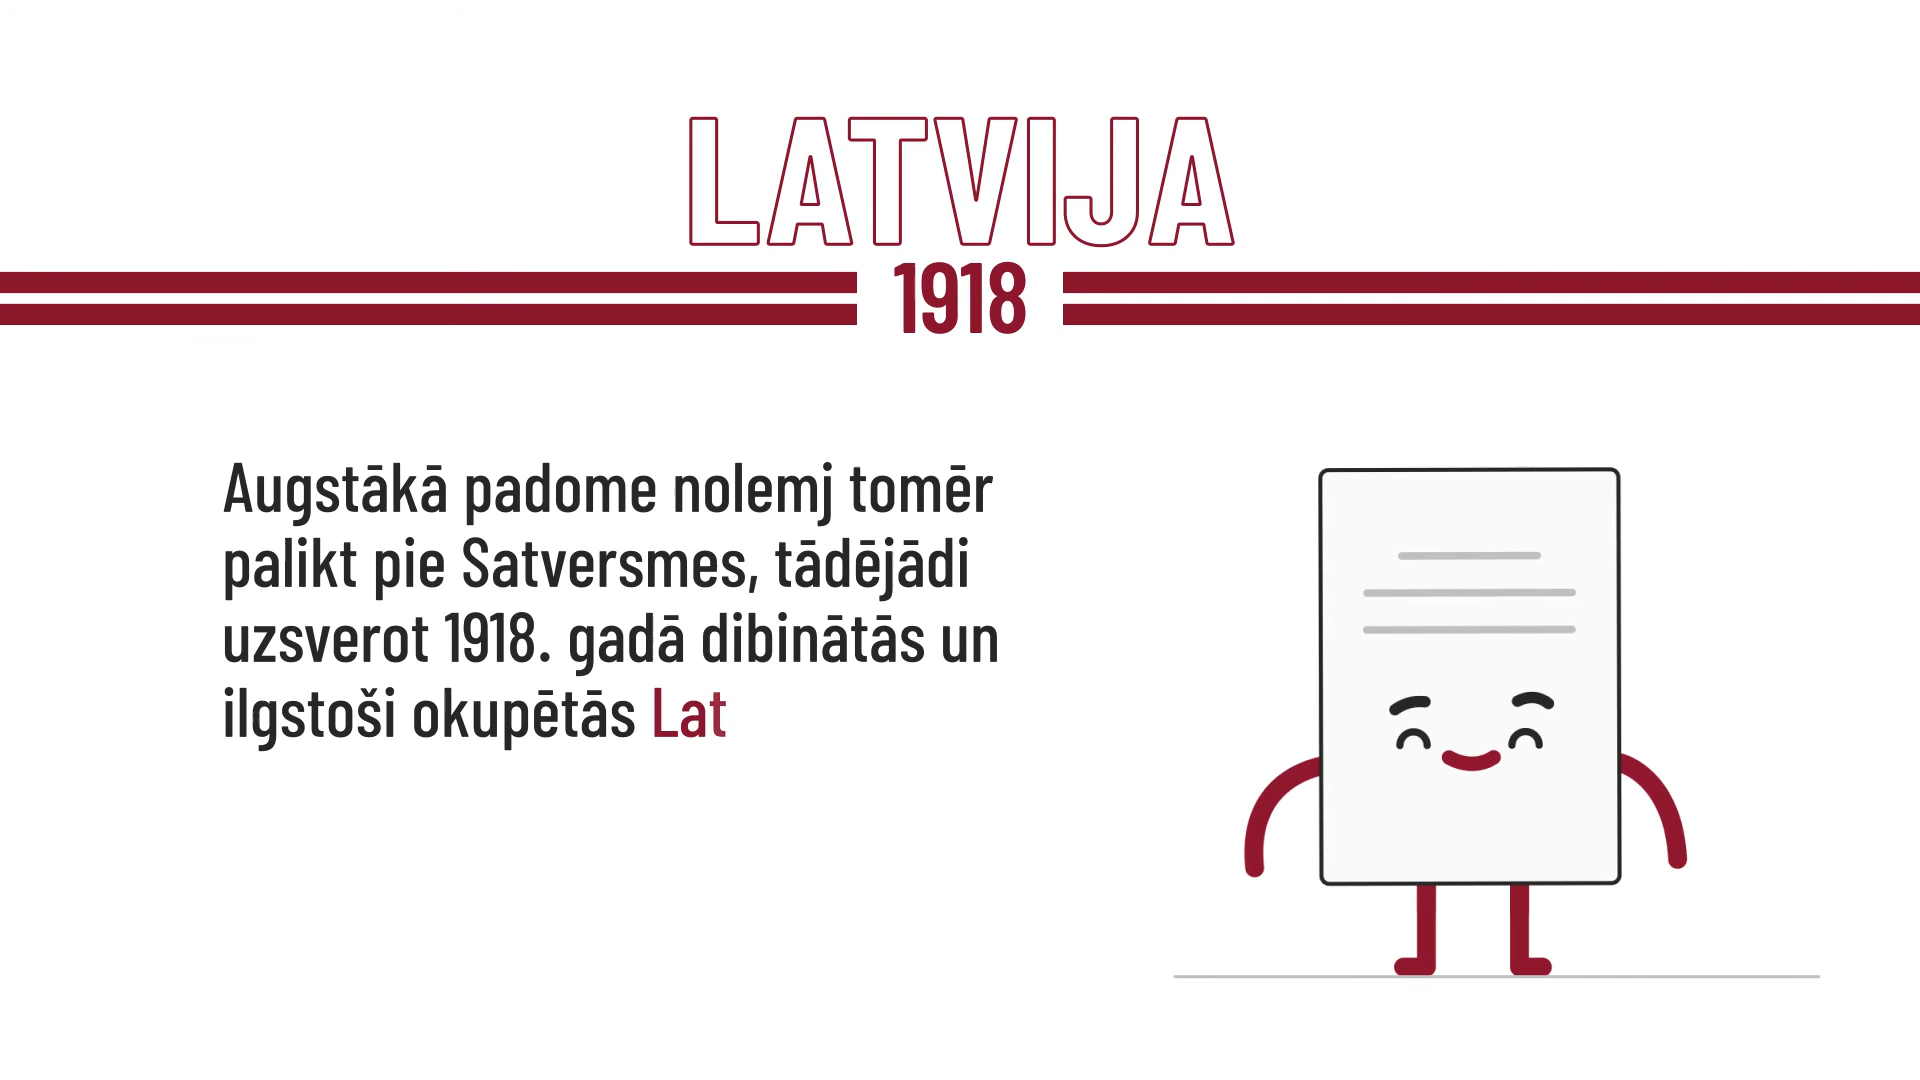 LATVIJA
1918
Augstākā padome nolemj tomēr
palikt pie Satversmes, tādējādi
uzsverot 1918. gadā dibinātās un
ilgstoši okupētās Lat